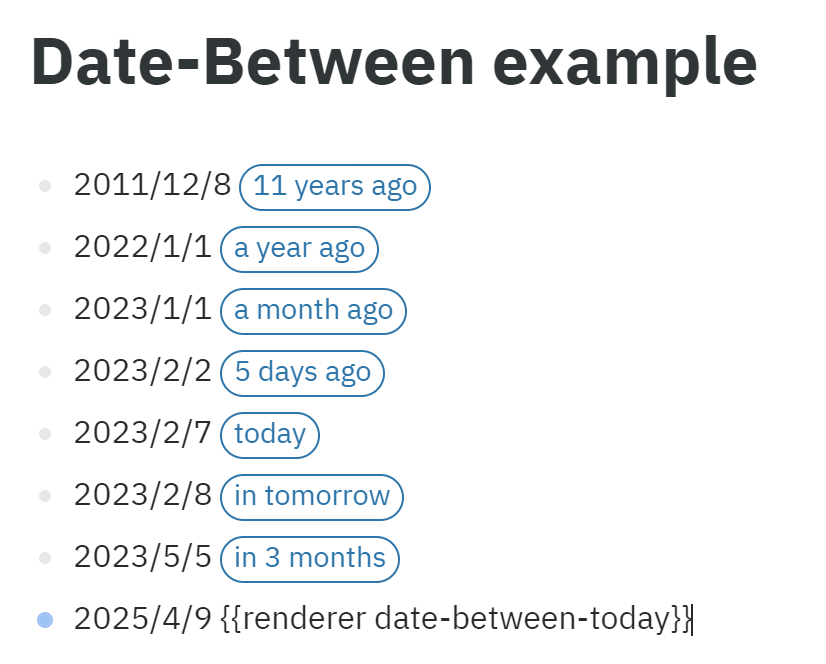 Date-Between example
2011/12/8 11 years ago
2022/1/1 a year ago
2023/1/1 a month ago
2023/2/2 5 days ago
2023/2/7 today
2023/2/8 in tomorrow
2023/5/5 in 3 months
2025/4/9 {{renderer date-between-today}}